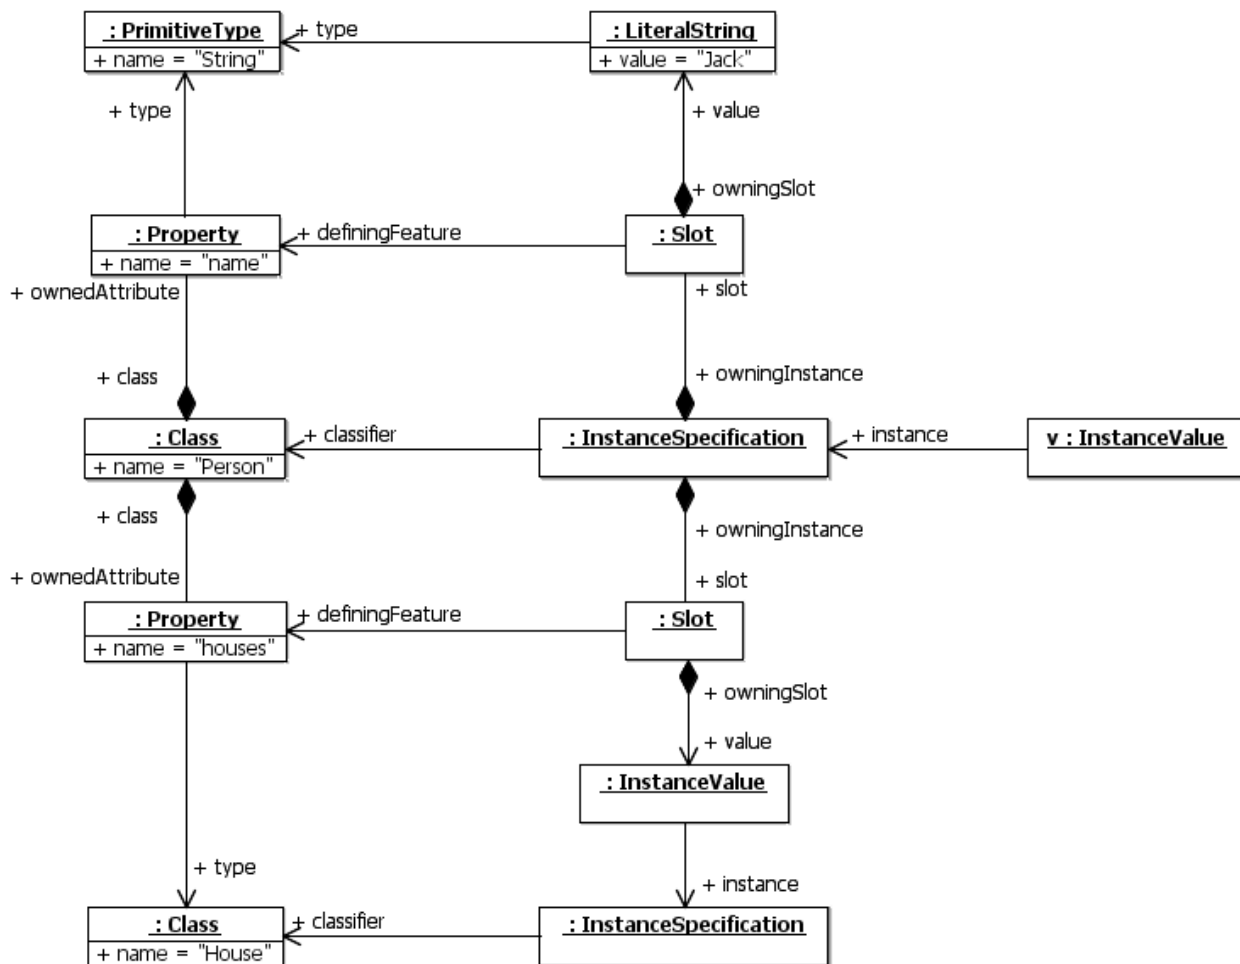 : PrimitiveType
+ name = "String"
+ type
: LiteralString
+ value = "Jack"
+ type
+ value
+ owningSlot
: Property
+ name = "name"
+ definingFeature
: Slot
+ ownedAttribute
+ slot
+ class
+ owningInstance
: Class
+ name = "Person"
+ classifier
: InstanceSpecification
+ instance
v : InstanceValue
+ class
+ owningInstance
+ ownedAttribute
+ slot
: Property
+ name = "houses"
+ definingFeature
: Slot
+ owningSlot
+ value
: InstanceValue
+ type
+ instance
: Class
+ name = "House"
+ classifier
: InstanceSpecification